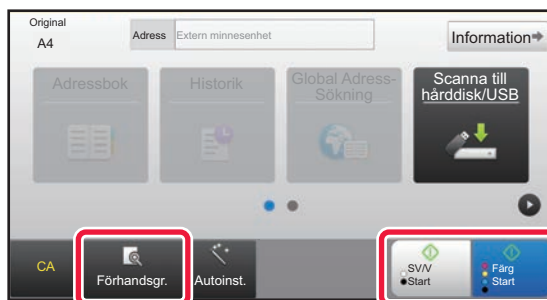 Original
A4
Adress Extern minnesenhet
Information
Adressbok
Historik
Global Adress-
Sökning
Scanna till
hårddisk/USB
CA
Förhandsgr.
Autoinst.
SV/V
Start
Färg
Start